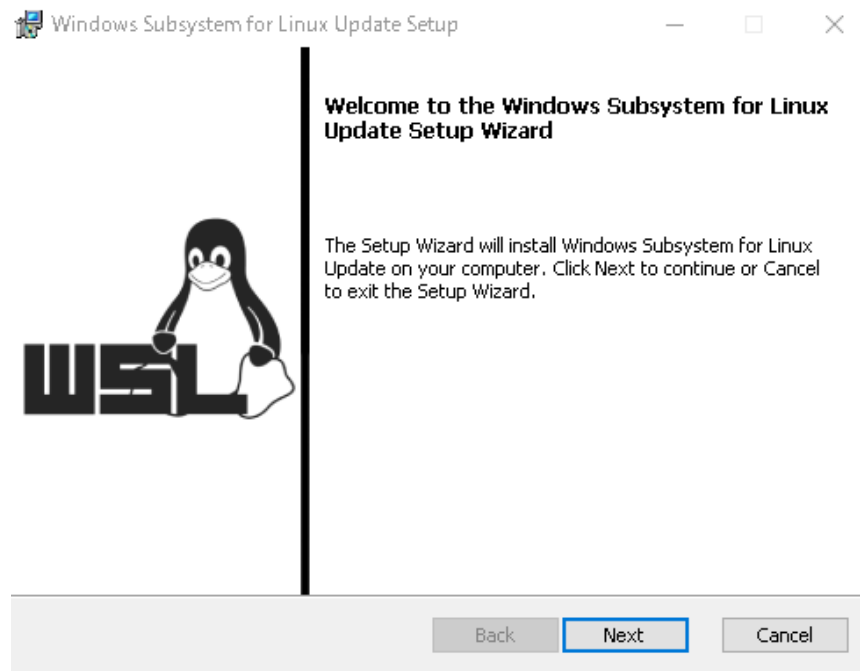 Windows Subsystem for Linux Update Setup
Welcome to the Windows Subsystem for Linux
Update Setup Wizard
The Setup Wizard will install Windows Subsystem for Linux
Update on your computer. Click Next to continue or Cancel
to exit the Setup Wizard.
WSL
Back Next Cancel